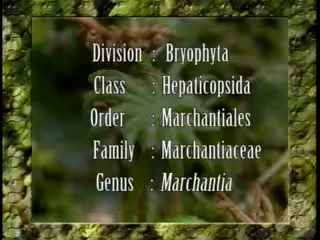 Division : Bryophyta
Class : Hepaticopsida
Order : Marchantiales
Family : Marchantiaceae
Genus : Marchantia